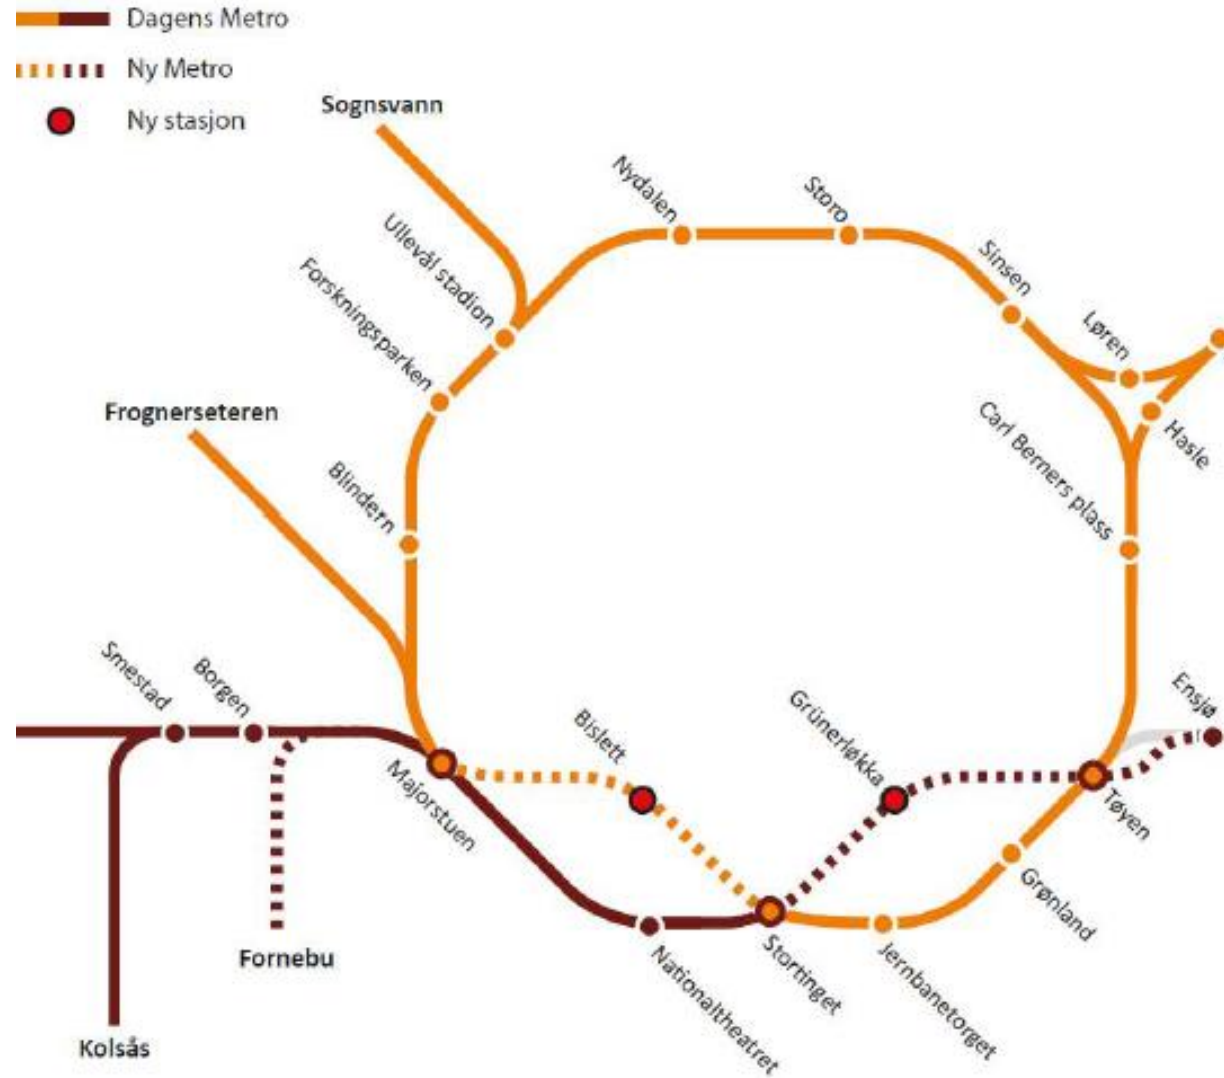 Dagens Metro
Ny Metro
Ny stasjon
Sognsvann
Nydalen
Storo
Ullevål stadion
Sinsen
Forskningsparken
Løren
Frognerseteren
Carl Berners plass
Hasle
Blindern
Smestad
Borgen
Bislett
Grünerløkka
Ensjø
Majorstuen
Tøyen
Grønland
Fornebu
Nationaltheatret
Stortinget
Jernbanetorget
Kolsås